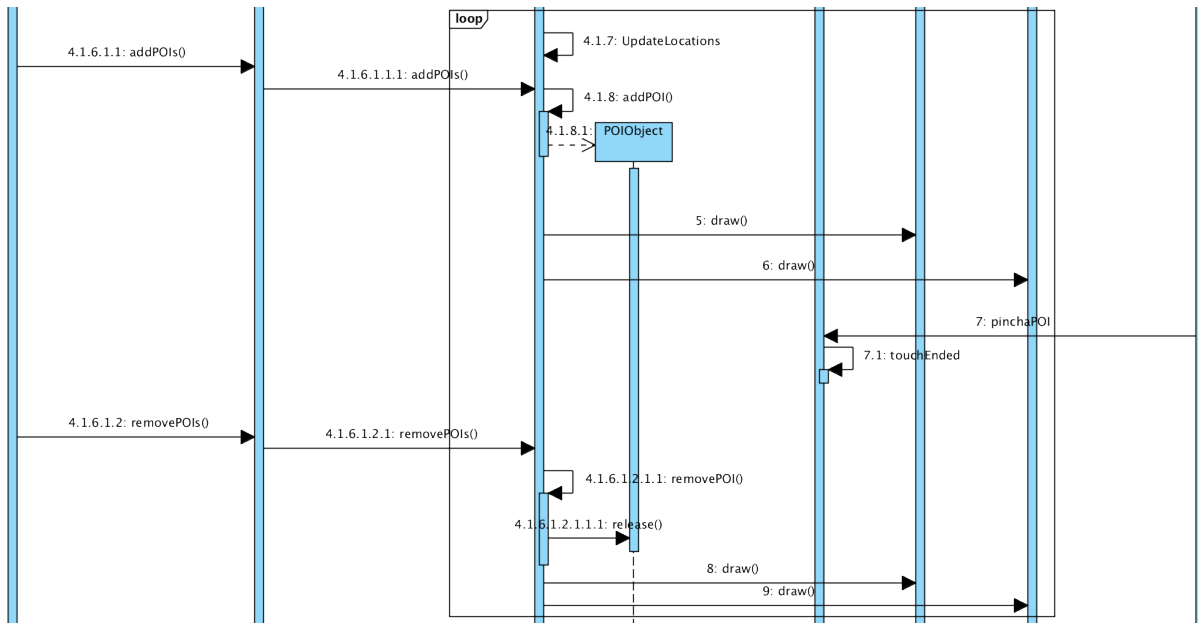 loop
4.1.7: UpdateLocations
4.1.6.1.1: addPOIs()
4.1.6.1.1.1: addPOIs()
4.1.8: addPOI()
4.1.8.1:
POIObject
5: draw()
6: draw()
7: pinchaPOI
7.1: touchEnded
4.1.6.1.2: removePOIs()
4.1.6.1.2.1: removePOIs()
4.1.6.1.2.1.1: removePOI()
4.1.6.1.2.1.1.1: release()
8: draw()
9: draw()